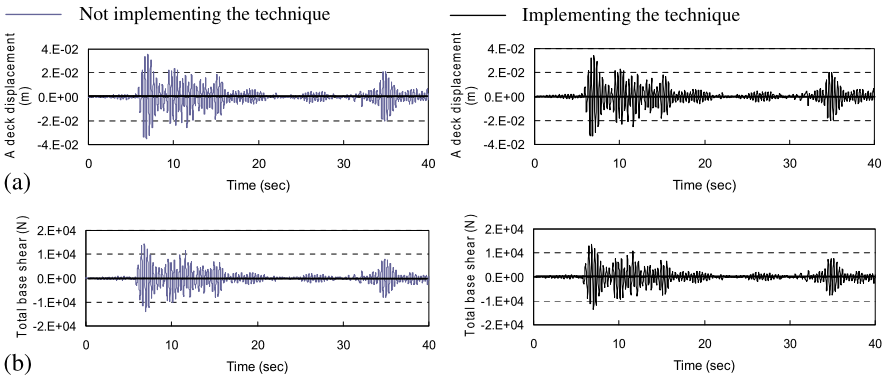 Not implementing the technique
Implementing the technique
A deck displacement
(m)
4.E-02
2.E-02
0.E+00
-2.E-02
-4.E-02
0 10 20 30 40
Time (sec)
A deck displacement
(m)
4.E-02
2.E-02
0.E+00
-2.E-02
-4.E-02
0 10 20 30 40
Time (sec)
(a)
Total base shear (N)
2.E+04
1.E+04
0.E+00
-1.E+04
-2.E+04
0 10 20 30 40
Time (sec)
Total base shear (N)
2.E+04
1.E+04
0.E+00
-1.E+04
-2.E+04
0 10 20 30 40
Time (sec)
(b)